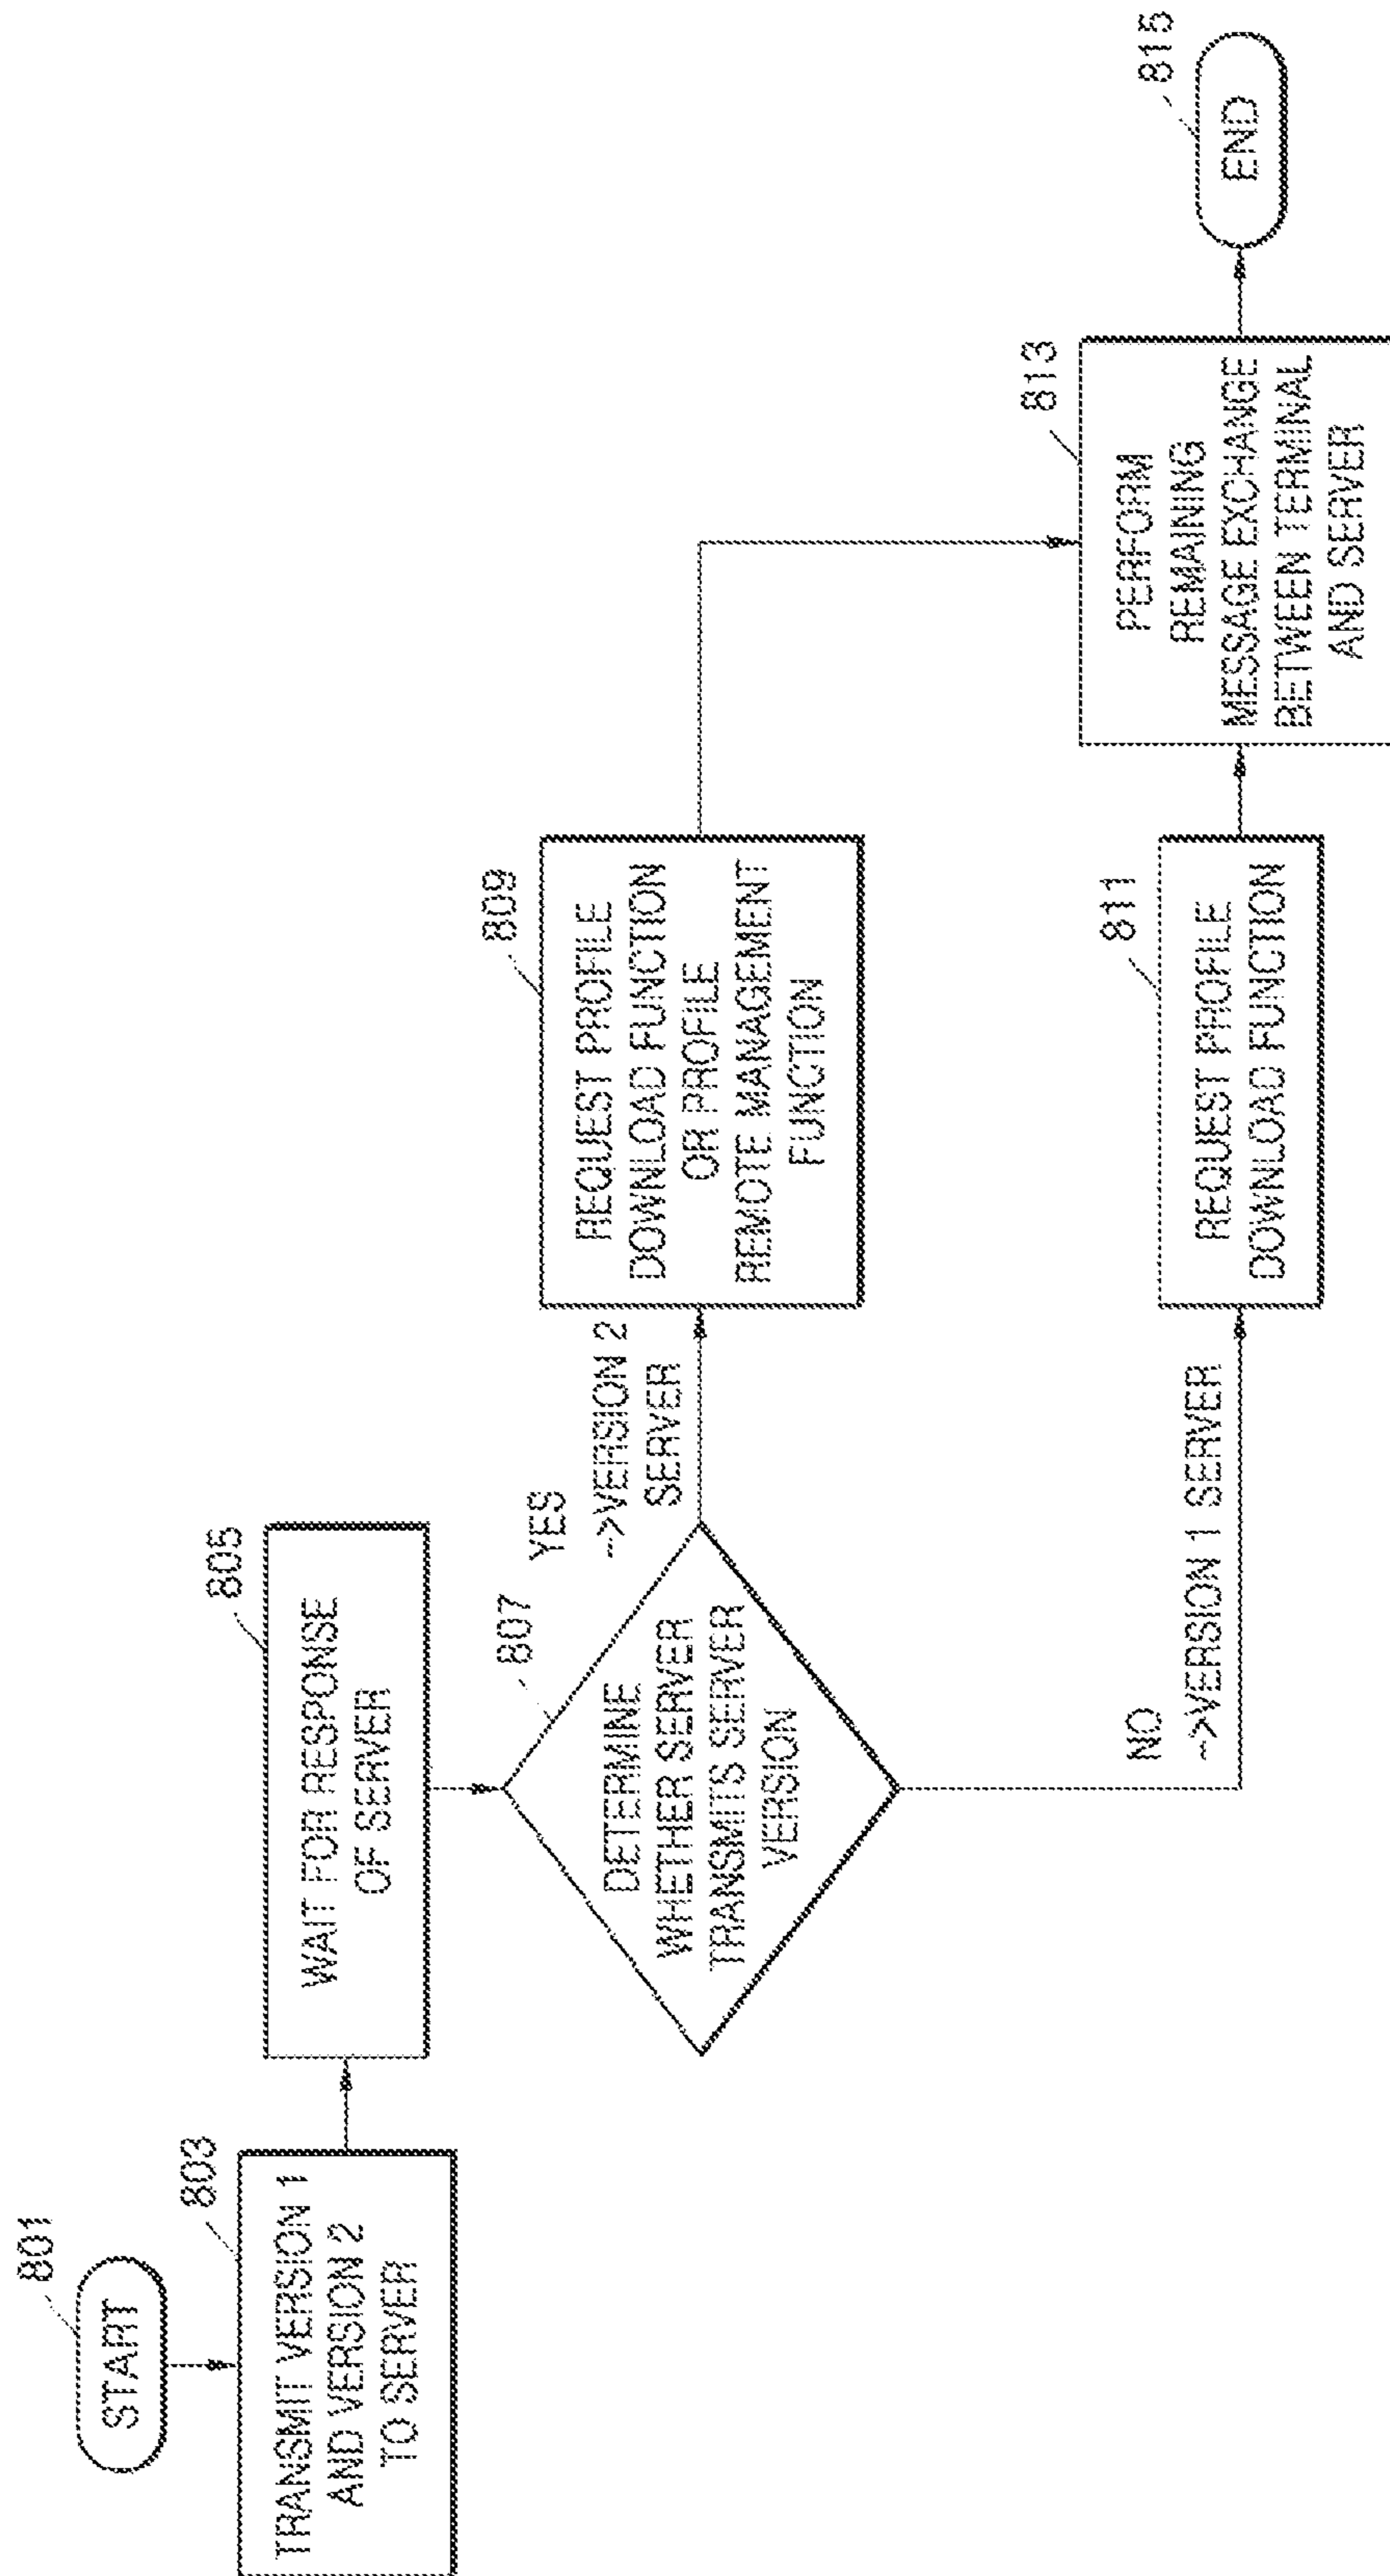 801
START
803
TRANSMIT VERSION 1
AND VERSION 2
TO SERVER
805
WAIT FOR RESPONSE
OF SERVER
807
DETERMINE
WHETHER SERVER
TRANSMITS SERVER
VERSION
YES
->VERSION 2
SERVER
809
REQUEST PROFILE
DOWNLOAD FUNCTION
OR PROFILE
REMOTE MANAGEMENT
FUNCTION
NO
->VERSION 1 SERVER
811
REQUEST PROFILE
DOWNLOAD FUNCTION
813
PERFORM
REMAINING
MESSAGE EXCHANGE
BETWEEN TERMINAL
AND SERVER
815
END